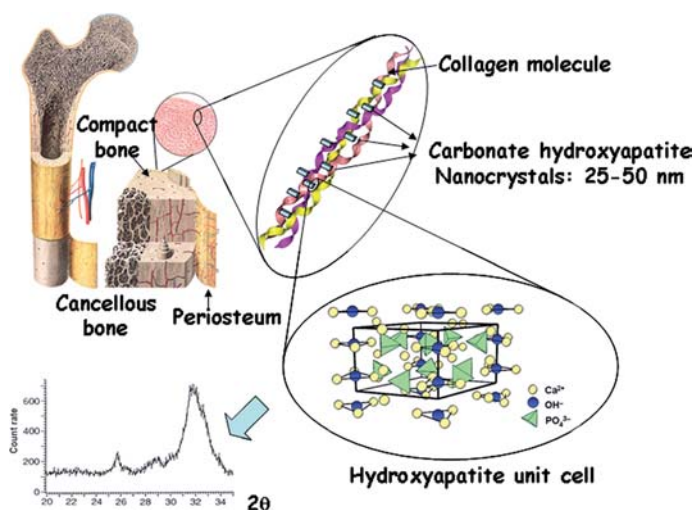 Collagen molecule
Compact
bone
Carbonate hydroxyapatite
Nanocrystals: 25-50 nm
Cancellous
bone
Periosteum
Ca²⁺
OH⁻
PO₄³⁻
Hydroxyapatite unit cell
Count rate
600
400
200
0
20 22 24 26 28 30 32 34
2θ